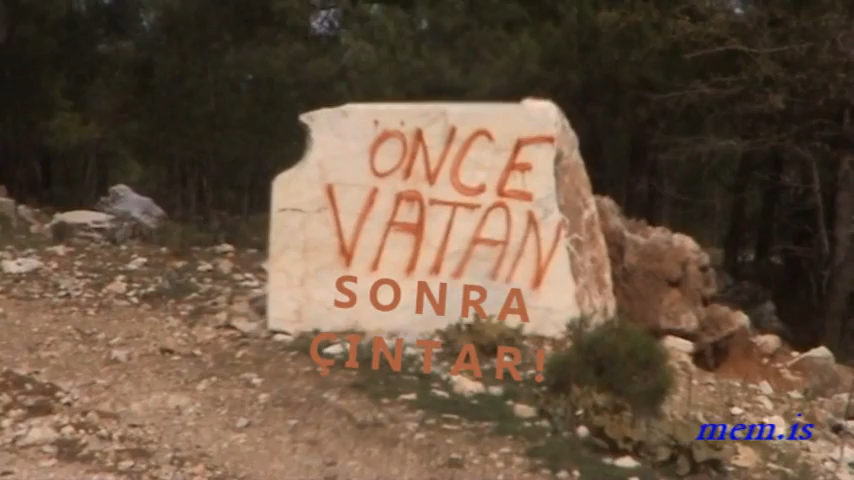 ÖNCE
VATAN
SONRA
ÇINTAR!
mem.is